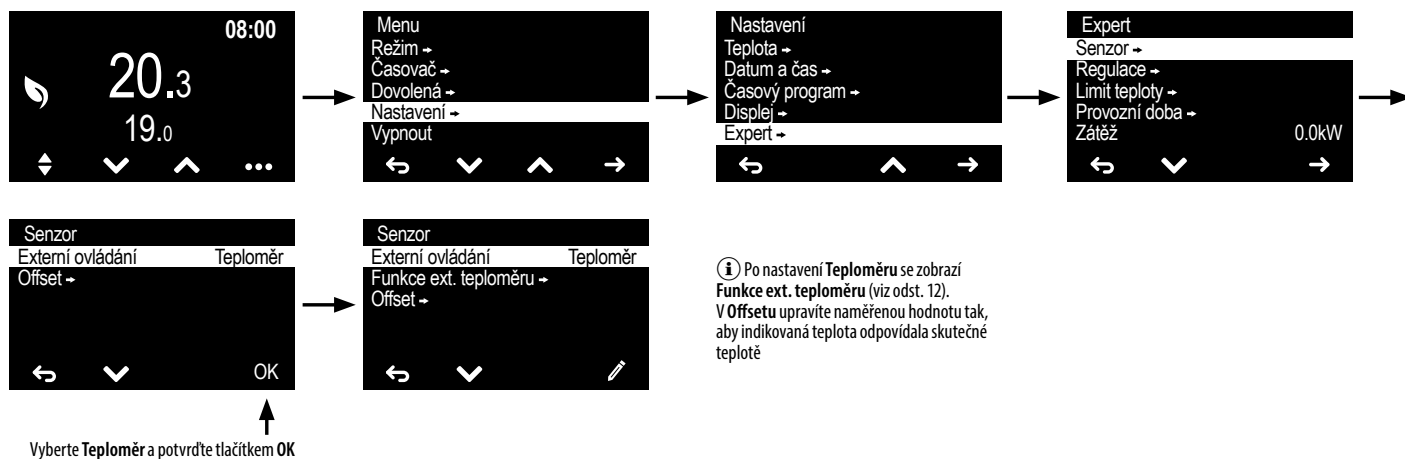 08:00
20.3
19.0
Menu
Režim
Časovač
Dovolená
Nastavení
Vypnout
Nastavení
Teplota
Datum a čas
Časový program
Displej
Expert
Expert
Senzor
Regulace
Limit teploty
Provozní doba
Zátěž 0.0kW
Senzor
Externí ovládání Teploměr
Offset
OK
Vyberte Teploměr a potvrďte tlačítkem OK
Senzor
Externí ovládání Teploměr
Funkce ext. teploměru
Offset
i Po nastavení Teploměru se zobrazí
Funkce ext. teploměru (viz odst. 12).
V Offsetu upravíte naměřenou hodnotu tak,
aby indikovaná teplota odpovídala skutečné
teplotě